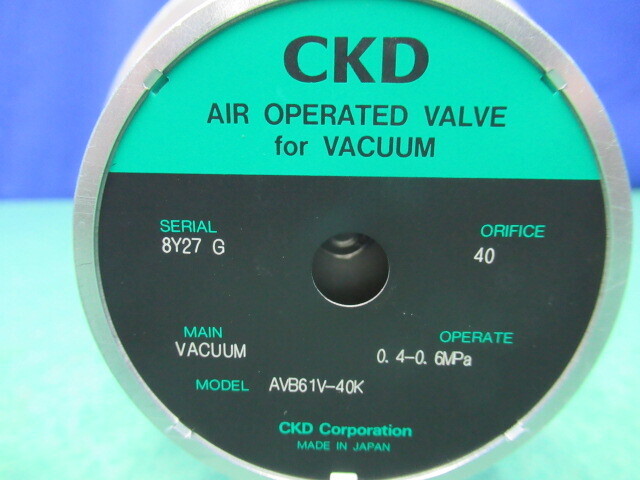 CKD
AIR OPERATED VALVE
for VACUUM
SERIAL
8Y27 G
ORIFICE
40
MAIN
VACUUM
OPERATE
0.4-0.6MPa
MODEL AVB61V-40K
CKD Corporation
MADE IN JAPAN